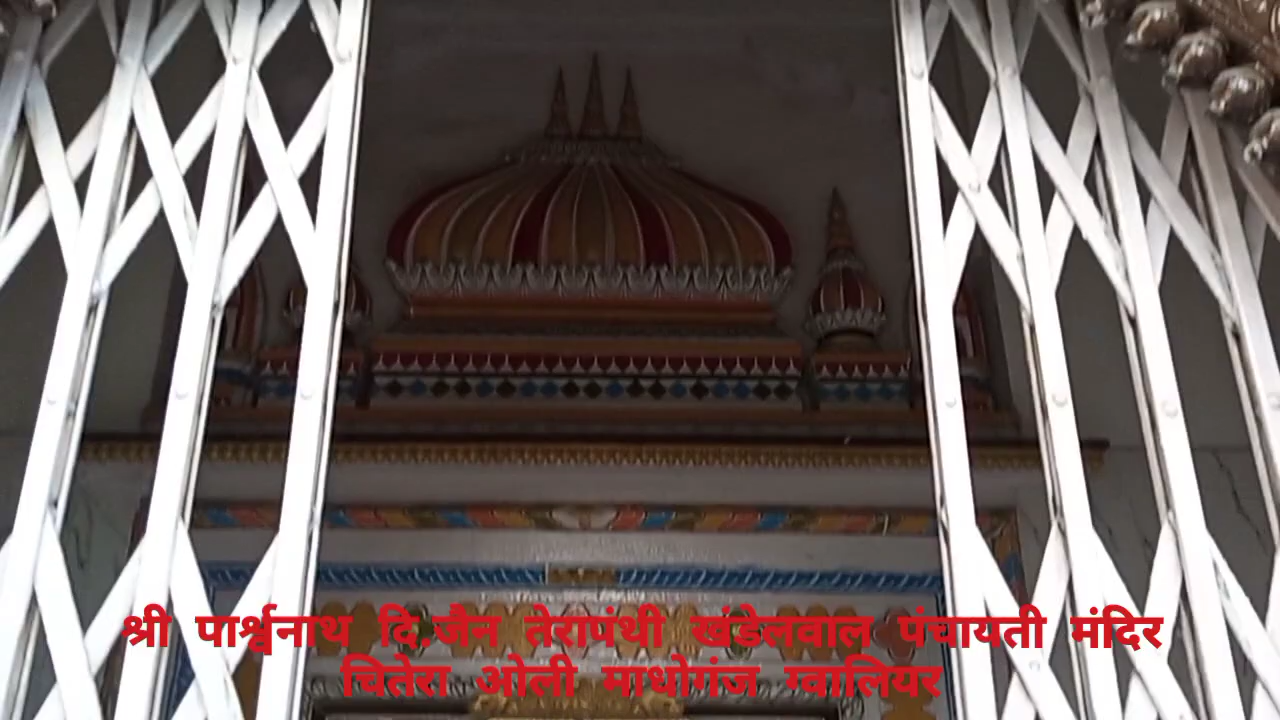 श्री पार्श्वनाथ दि.जैन तेरापंथी खंडेलवाल पंचायती मंदिर
चितेरा ओली माधोगंज ग्वालियर